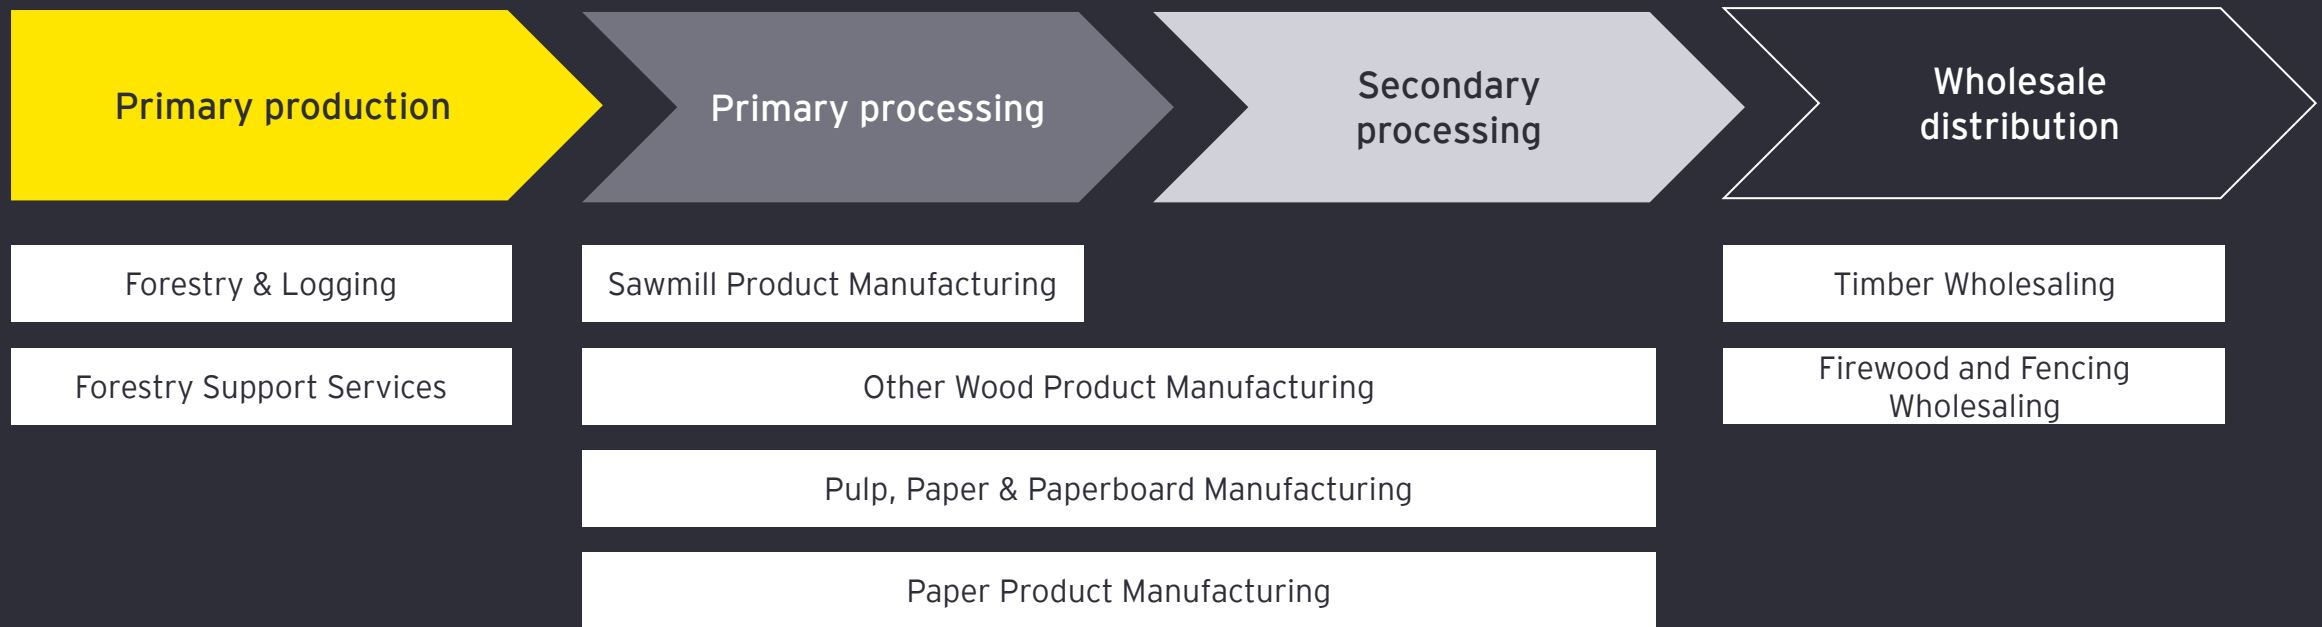 Primary production
Primary processing
Secondary
processing
Wholesale
distribution
Forestry & Logging
Sawmill Product Manufacturing
Timber Wholesaling
Forestry Support Services
Other Wood Product Manufacturing
Firewood and Fencing
Wholesaling
Pulp, Paper & Paperboard Manufacturing
Paper Product Manufacturing